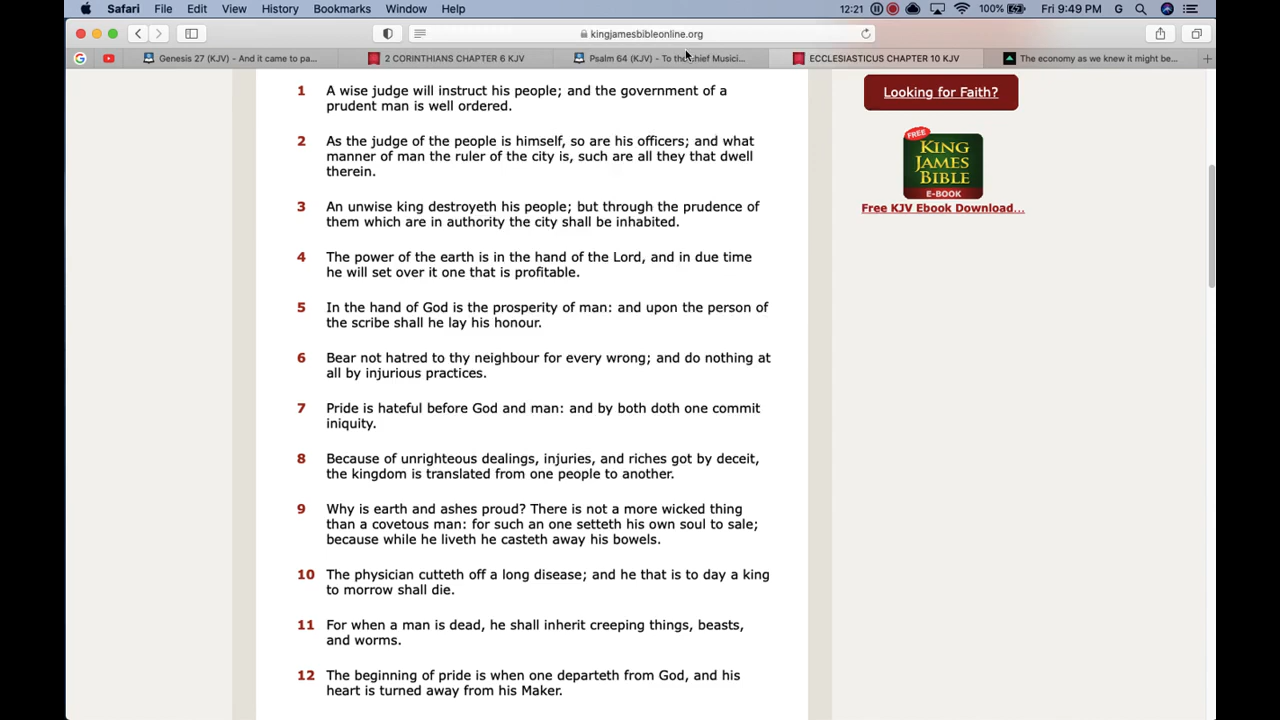 Safari File Edit View History Bookmarks Window Help 12:21 100% G Fri 9:49 PM
kingjamesbibleonline.org
G Genesis 27 (KJV) - And it came to pa... 2 CORINTHIANS CHAPTER 6 KJV Psalm 64 (KJV) - To the chief Musici... ECCLESIASTICUS CHAPTER 10 KJV The economy as we knew it might be...
1 A wise judge will instruct his people; and the government of a
prudent man is well ordered.
2 As the judge of the people is himself, so are his officers; and what
manner of man the ruler of the city is, such are all they that dwell
therein.
3 An unwise king destroyeth his people; but through the prudence of
them which are in authority the city shall be inhabited.
4 The power of the earth is in the hand of the Lord, and in due time
he will set over it one that is profitable.
5 In the hand of God is the prosperity of man: and upon the person of
the scribe shall he lay his honour.
6 Bear not hatred to thy neighbour for every wrong; and do nothing at
all by injurious practices.
7 Pride is hateful before God and man: and by both doth one commit
iniquity.
8 Because of unrighteous dealings, injuries, and riches got by deceit,
the kingdom is translated from one people to another.
9 Why is earth and ashes proud? There is not a more wicked thing
than a covetous man: for such an one setteth his own soul to sale;
because while he liveth he casteth away his bowels.
10 The physician cutteth off a long disease; and he that is to day a king
to morrow shall die.
11 For when a man is dead, he shall inherit creeping things, beasts,
and worms.
12 The beginning of pride is when one departeth from God, and his
heart is turned away from his Maker.
Looking for Faith?
FREE
KING
JAMES
BIBLE
E-BOOK
Free KJV Ebook Download...